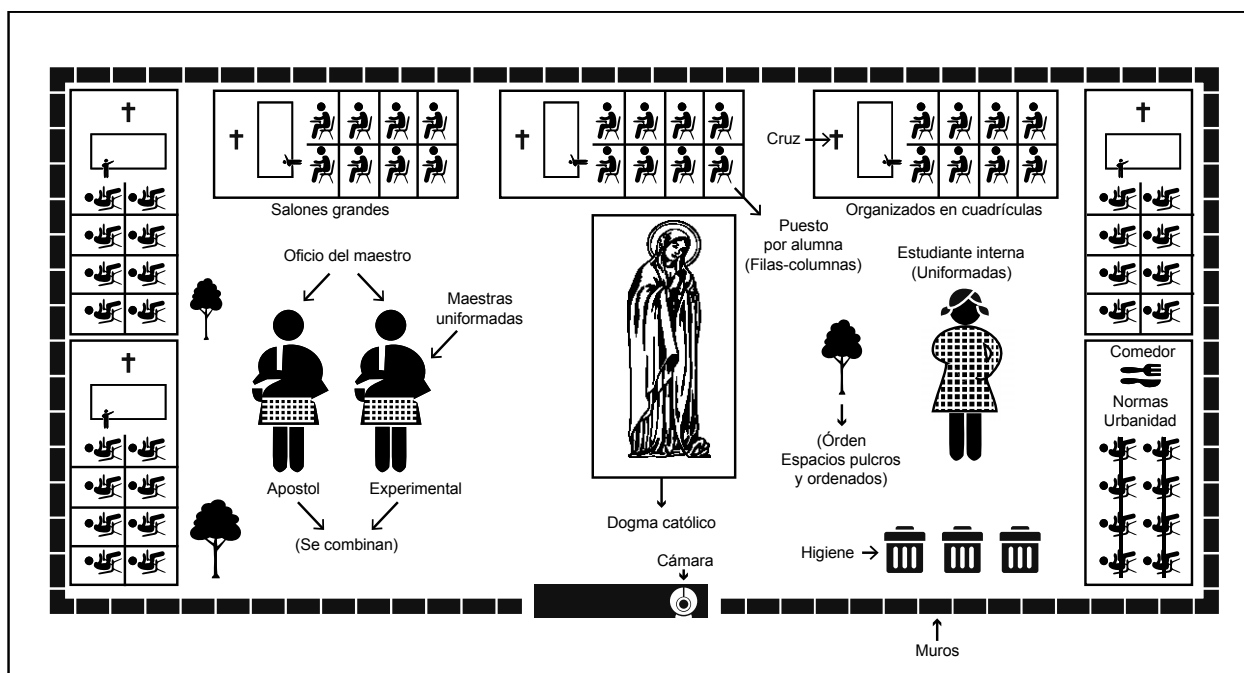 Cruz
Salones grandes
Organizados en cuadrículas
Puesto
por alumna
(Filas-columnas)
Oficio del maestro
Maestras
uniformadas
Estudiante interna
(Uniformadas)
Comedor
Normas
Urbanidad
(Órden
Espacios pulcros
y ordenados)
Apostol
Experimental
(Se combinan)
Dogma católico
Cámara
Higiene
Muros